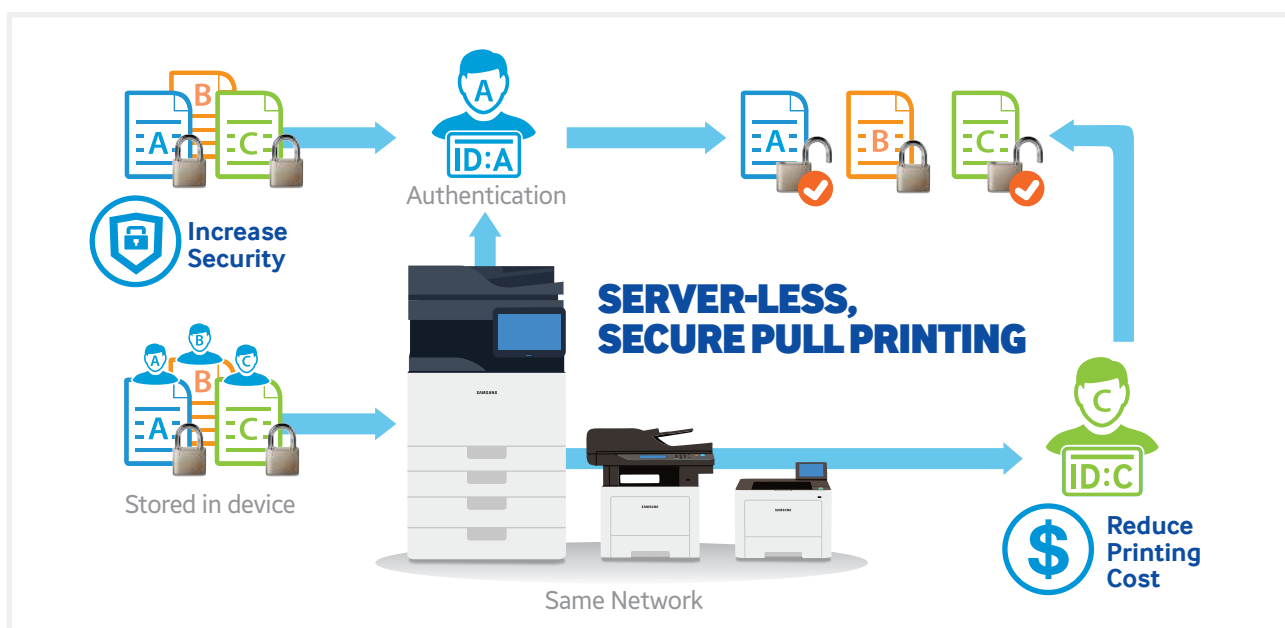 B
A
C
A
ID:A
Authentication
A
B
C
Increase
Security
SERVER-LESS,
SECURE PULL PRINTING
B
A
C
B
A
C
Stored in device
SAMSUNG
SAMSUNG
SAMSUNG
Same Network
C
ID:C
$
Reduce
Printing
Cost